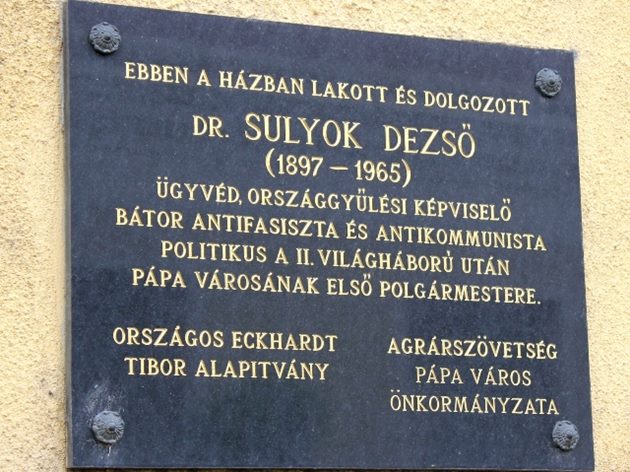 EBBEN A HÁZBAN LAKOTT ÉS DOLGOZOTT
DR. SULYOK DEZSŐ
(1897 – 1965)
ÜGYVÉD, ORSZÁGGYŰLÉSI KÉPVISELŐ
BÁTOR ANTIFASISZTA ÉS ANTIKOMMUNISTA
POLITIKUS A II. VILÁGHÁBORÚ UTÁN
PÁPA VÁROSÁNAK ELSŐ POLGÁRMESTERE.
ORSZÁGOS ECKHARDT
TIBOR ALAPITVÁNY
AGRÁRSZÖVETSÉG
PÁPA VÁROS
ÖNKORMÁNYZATA